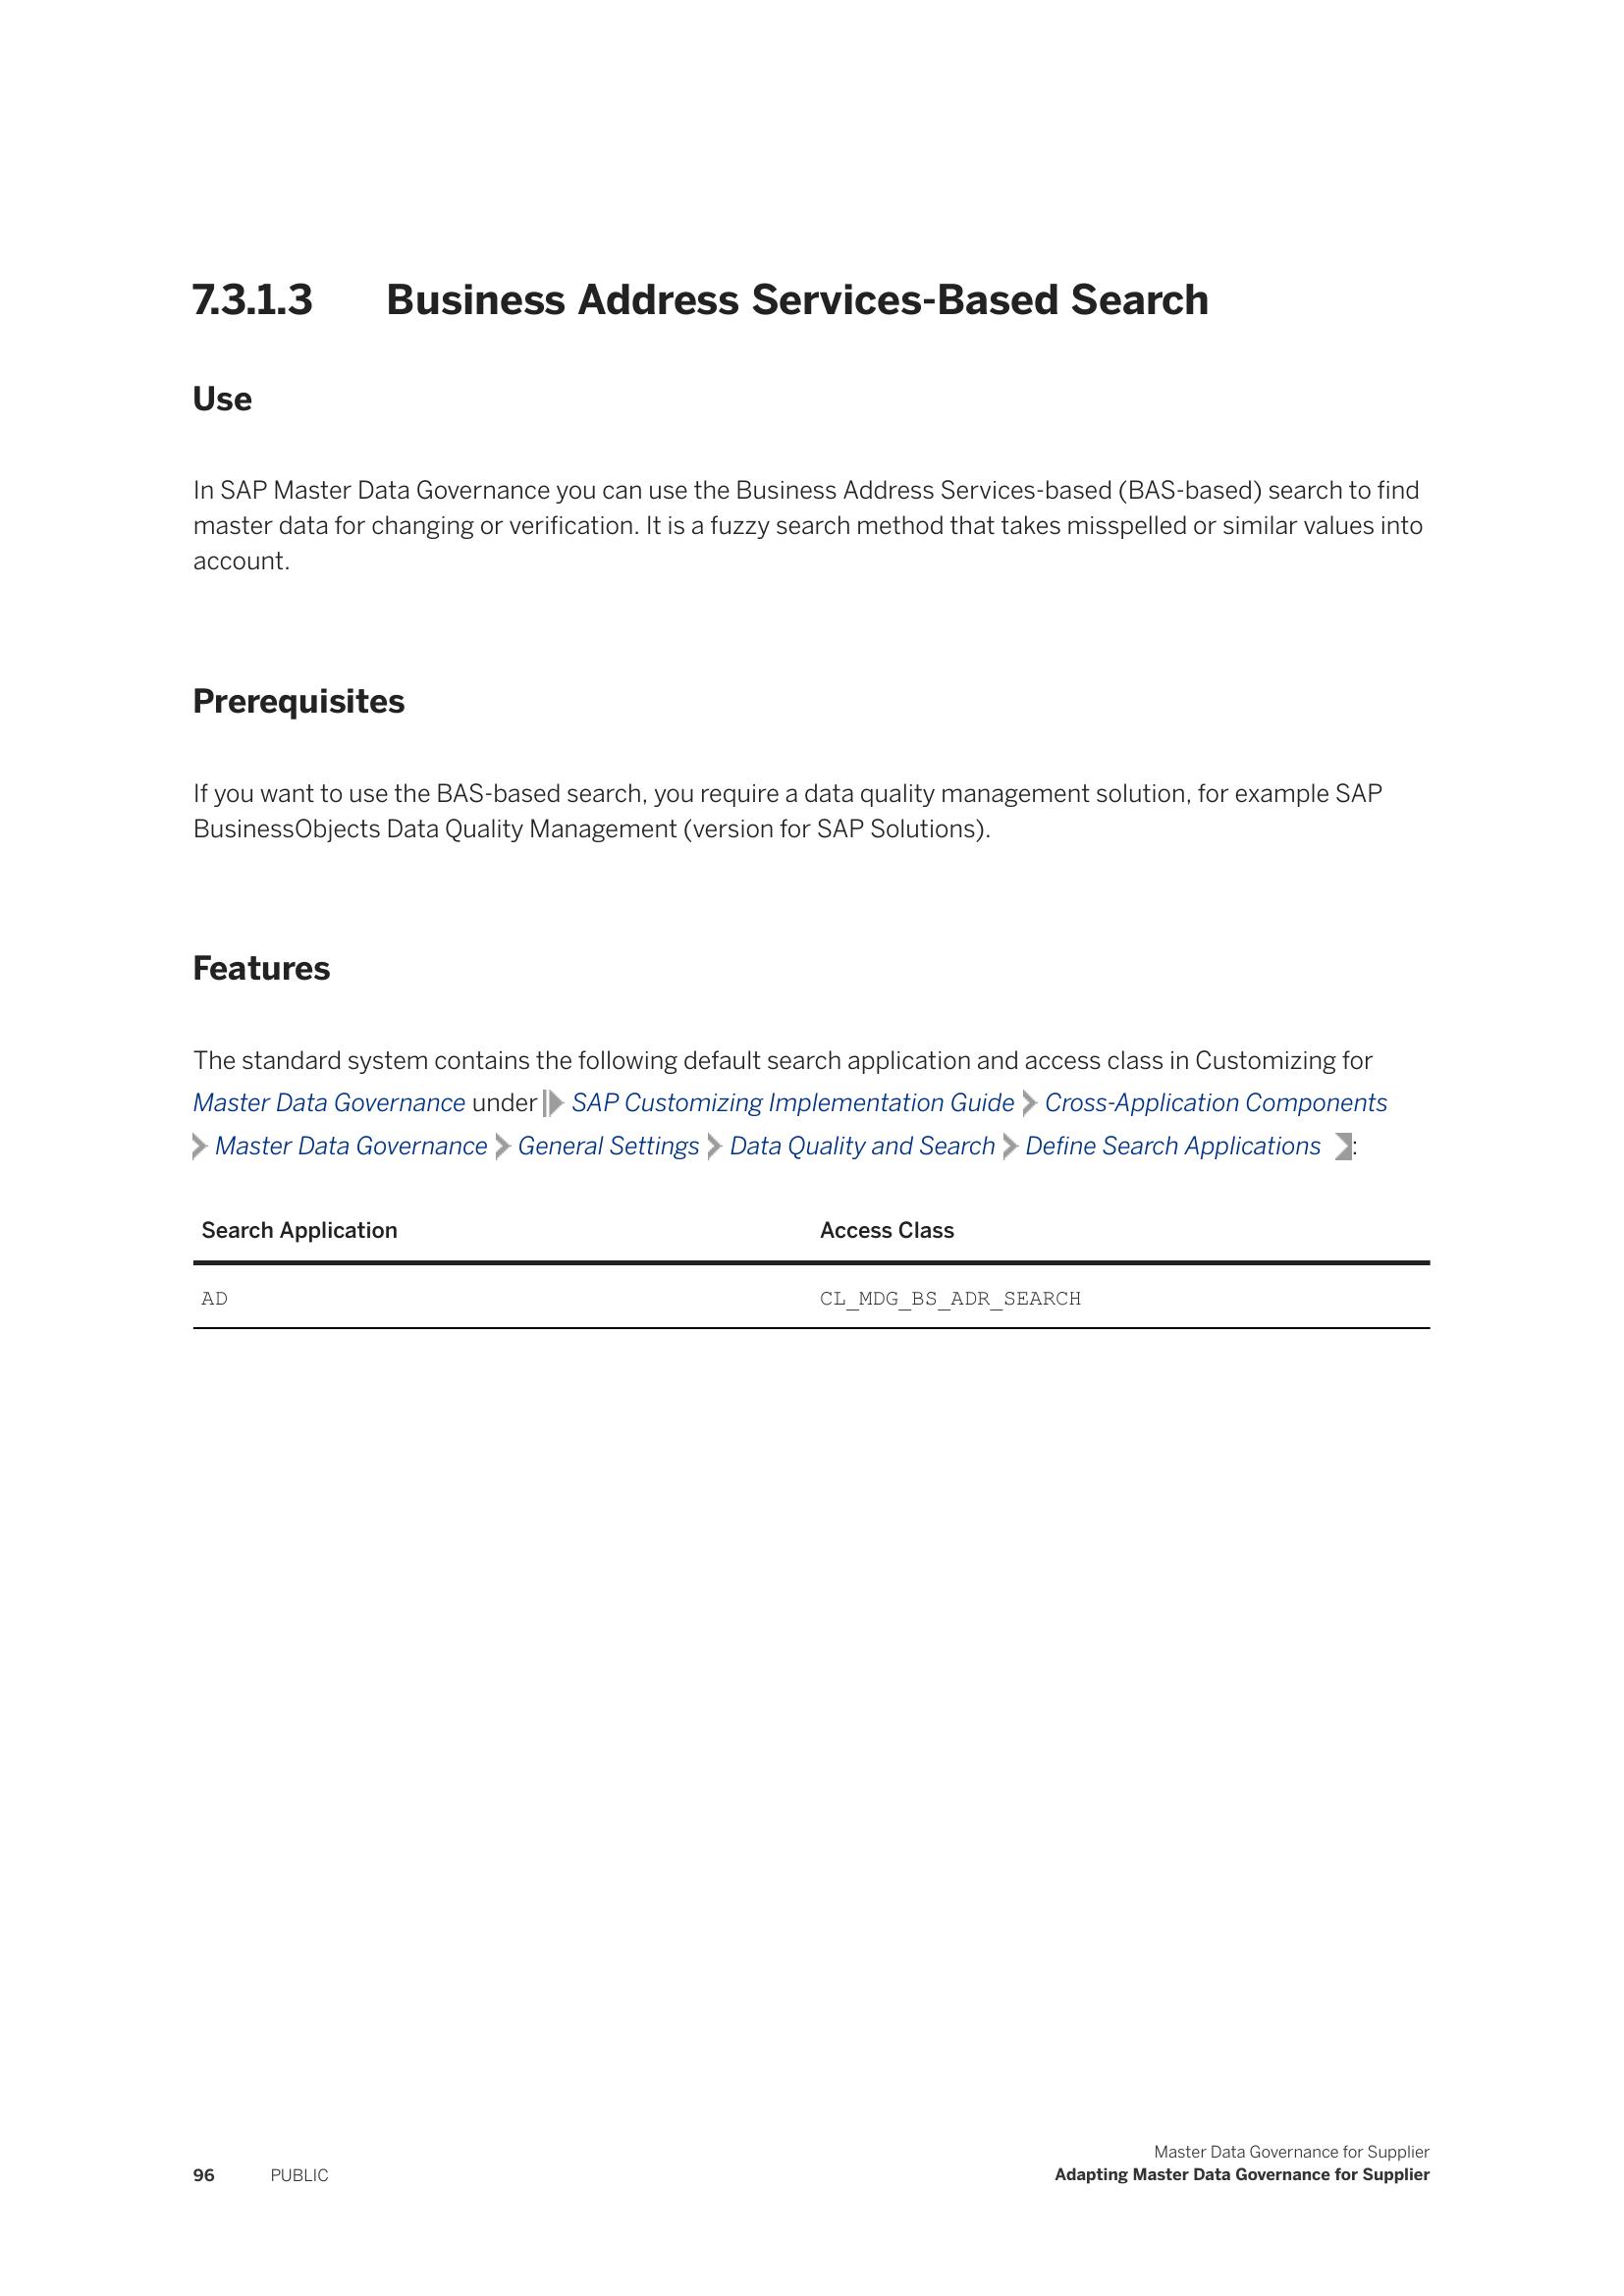 7.3.1.3 Business Address Services-Based Search
Use
In SAP Master Data Governance you can use the Business Address Services-based (BAS-based) search to find
master data for changing or verification. It is a fuzzy search method that takes misspelled or similar values into
account.
Prerequisites
If you want to use the BAS-based search, you require a data quality management solution, for example SAP
BusinessObjects Data Quality Management (version for SAP Solutions).
Features
The standard system contains the following default search application and access class in Customizing for
Master Data Governance under SAP Customizing Implementation Guide Cross-Application Components
Master Data Governance General Settings Data Quality and Search Define Search Applications :
Search Application Access Class
AD CL_MDG_BS_ADR_SEARCH
Master Data Governance for Supplier
96 PUBLIC Adapting Master Data Governance for Supplier